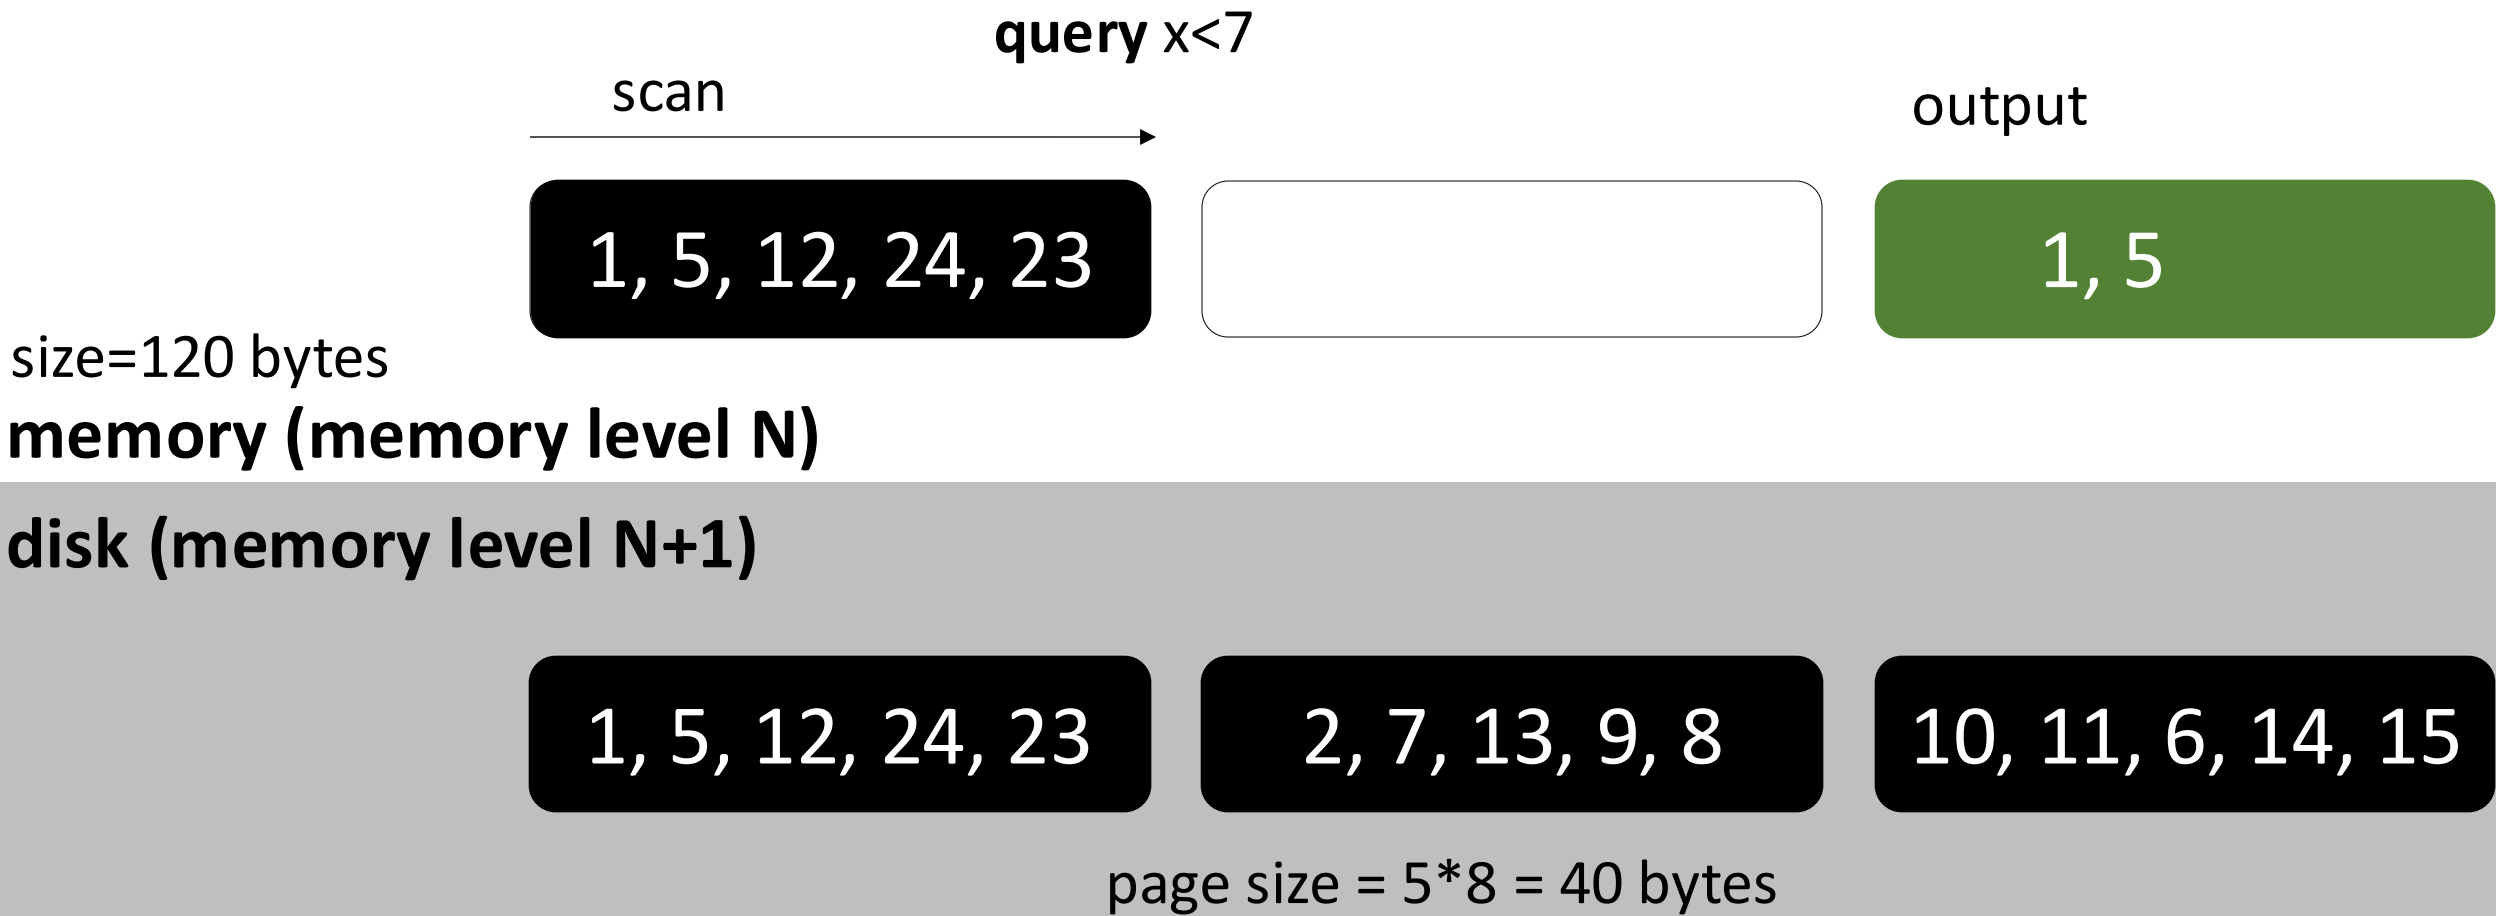 query x<7
scan
output
1, 5, 12, 24, 23
1, 5
size=120 bytes
memory (memory level N)
disk (memory level N+1)
1, 5, 12, 24, 23
2, 7, 13, 9, 8
10, 11, 6, 14, 15
page size = 5*8 = 40 bytes